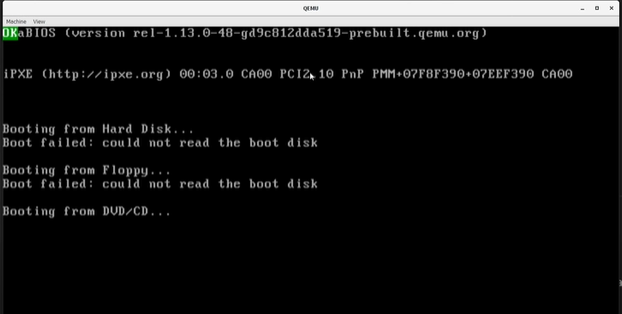 QEMU
Machine View
OKaBIOS (version rel-1.13.0-48-gd9c812dda519-prebuilt.qemu.org)
iPXE (http://ipxe.org) 00:03.0 CA00 PCI2.10 PnP PMM+07F8F390+07EEF390 CA00
Booting from Hard Disk...
Boot failed: could not read the boot disk
Booting from Floppy...
Boot failed: could not read the boot disk
Booting from DVD/CD...